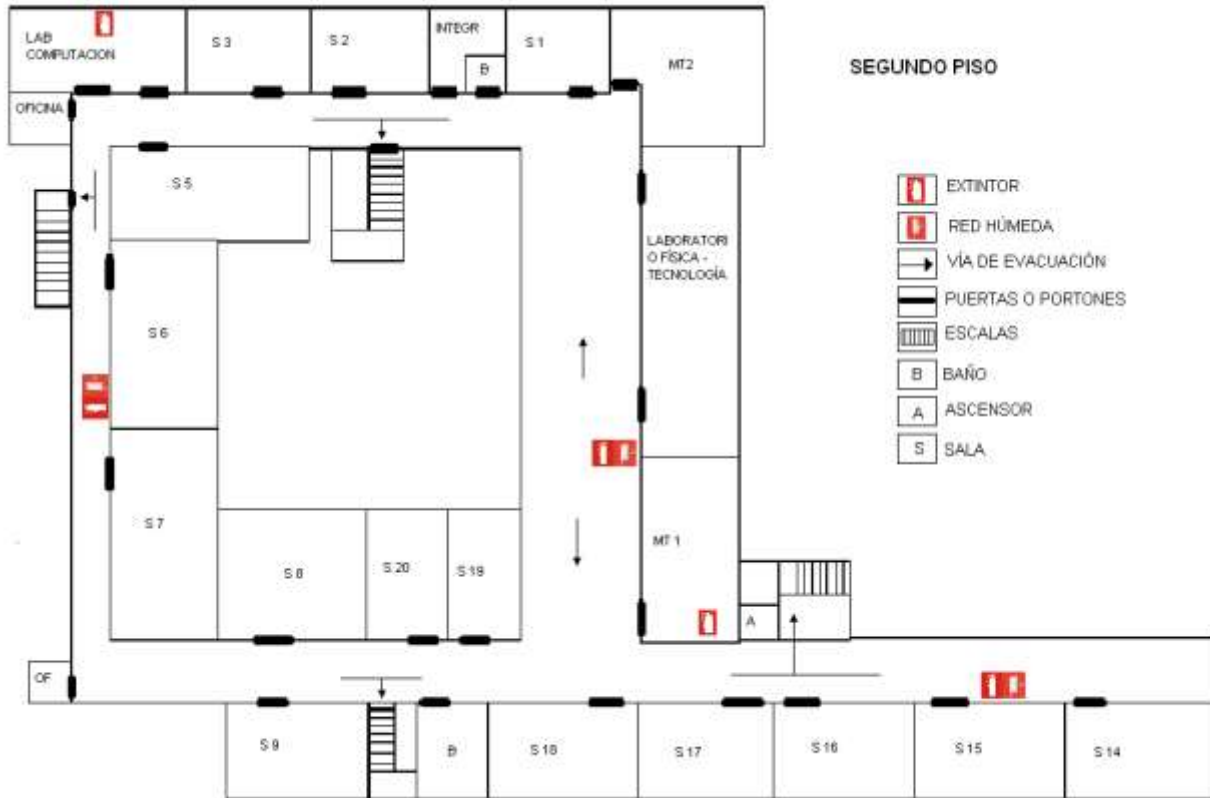 LAB
COMPUTACION
S 3
S 2
INTEGR
B
S 1
MT2
SEGUNDO PISO
OFICINA
S 5
EXTINTOR
RED HÚMEDA
VÍA DE EVACUACIÓN
PUERTAS O PORTONES
ESCALAS
B
BAÑO
A
ASCENSOR
S
SALA
LABORATORI
O FÍSICA -
TECNOLOGÍA
S 6
S 7
S 8
S 20
S 19
MT 1
A
OF
S 9
B
S 18
S 17
S 16
S 15
S 14